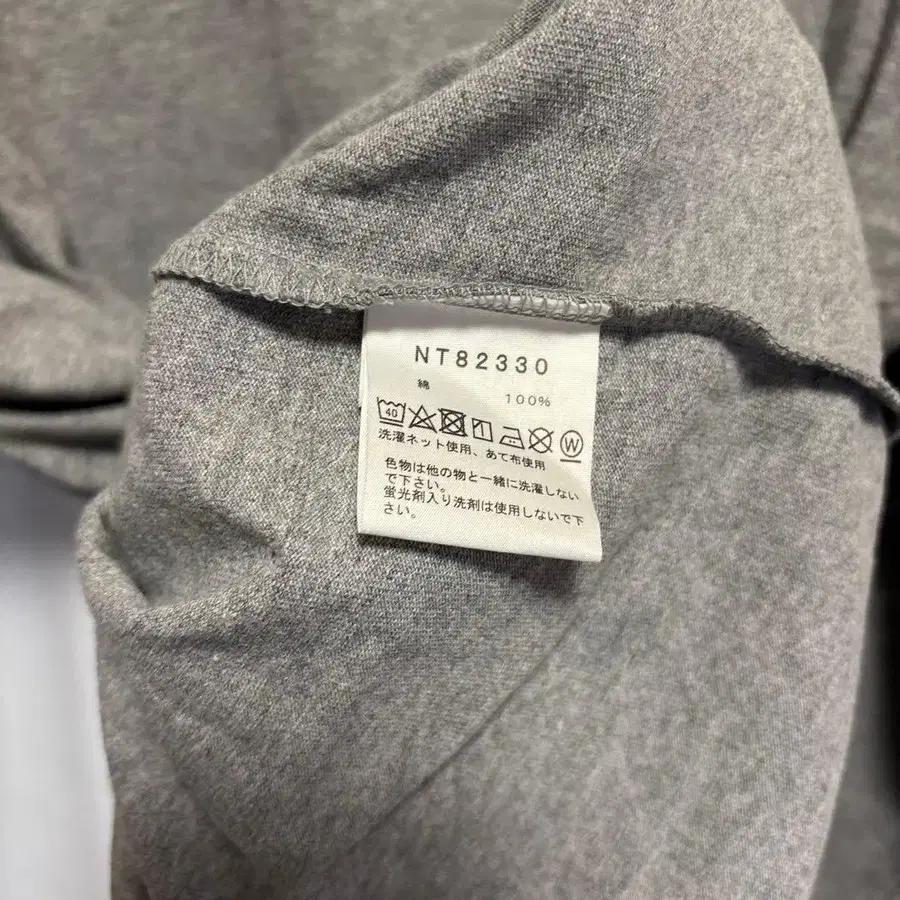 NT82330
綿
100%
40 W
洗濯ネット使用、あて布使用
色物は他の物と一緒に洗濯しない
で下さい。
蛍光剤入り洗剤は使用しないで下
さい。